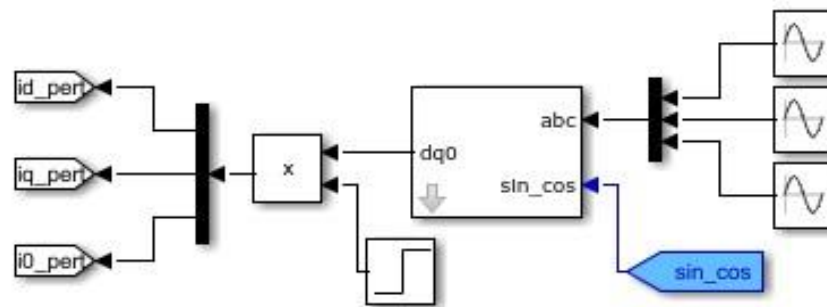 id_pert
iq_pert
i0_pert
x
dq0
abc
sin_cos
sin_cos